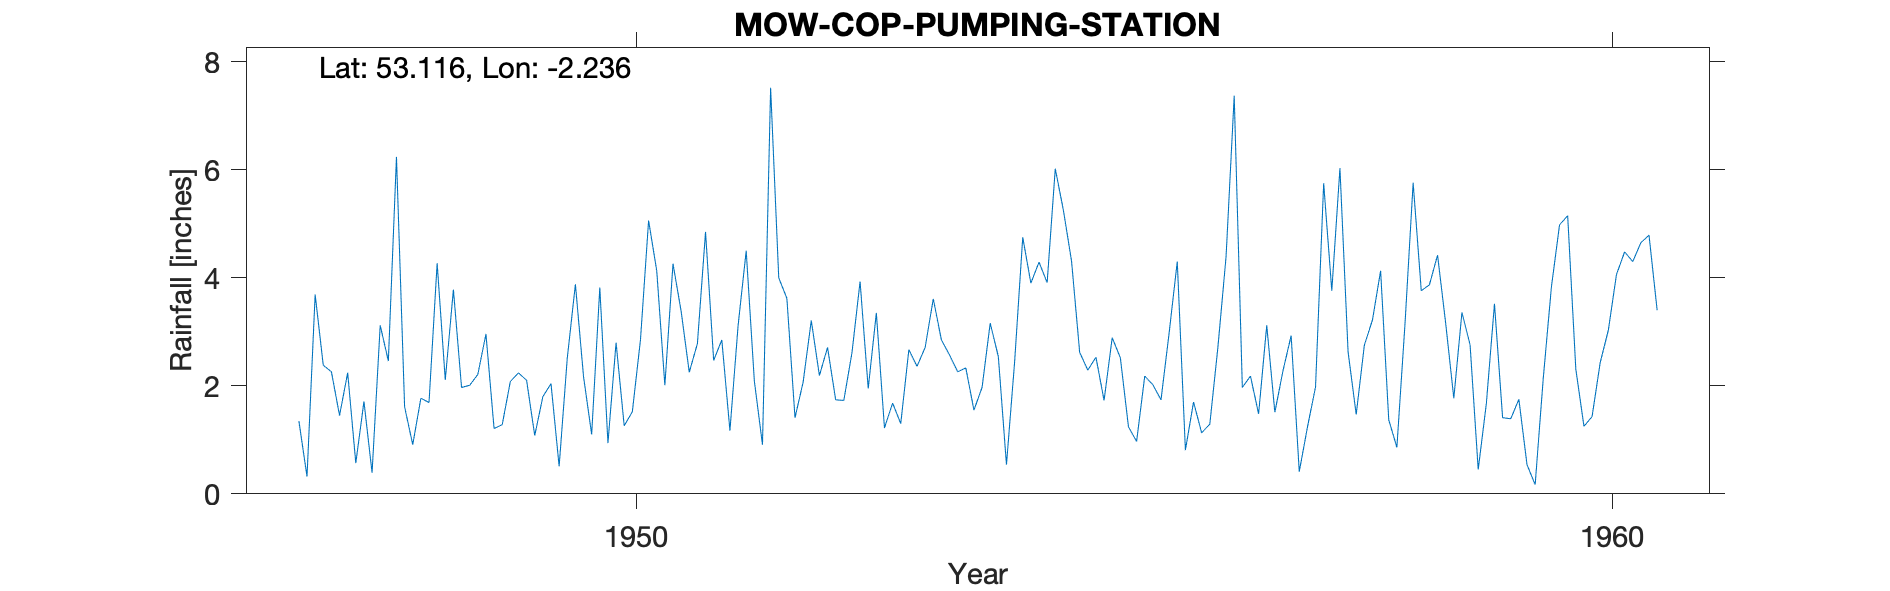 MOW-COP-PUMPING-STATION
Lat: 53.116, Lon: -2.236
8
6
4
2
0
Rainfall [inches]
1950
1960
Year